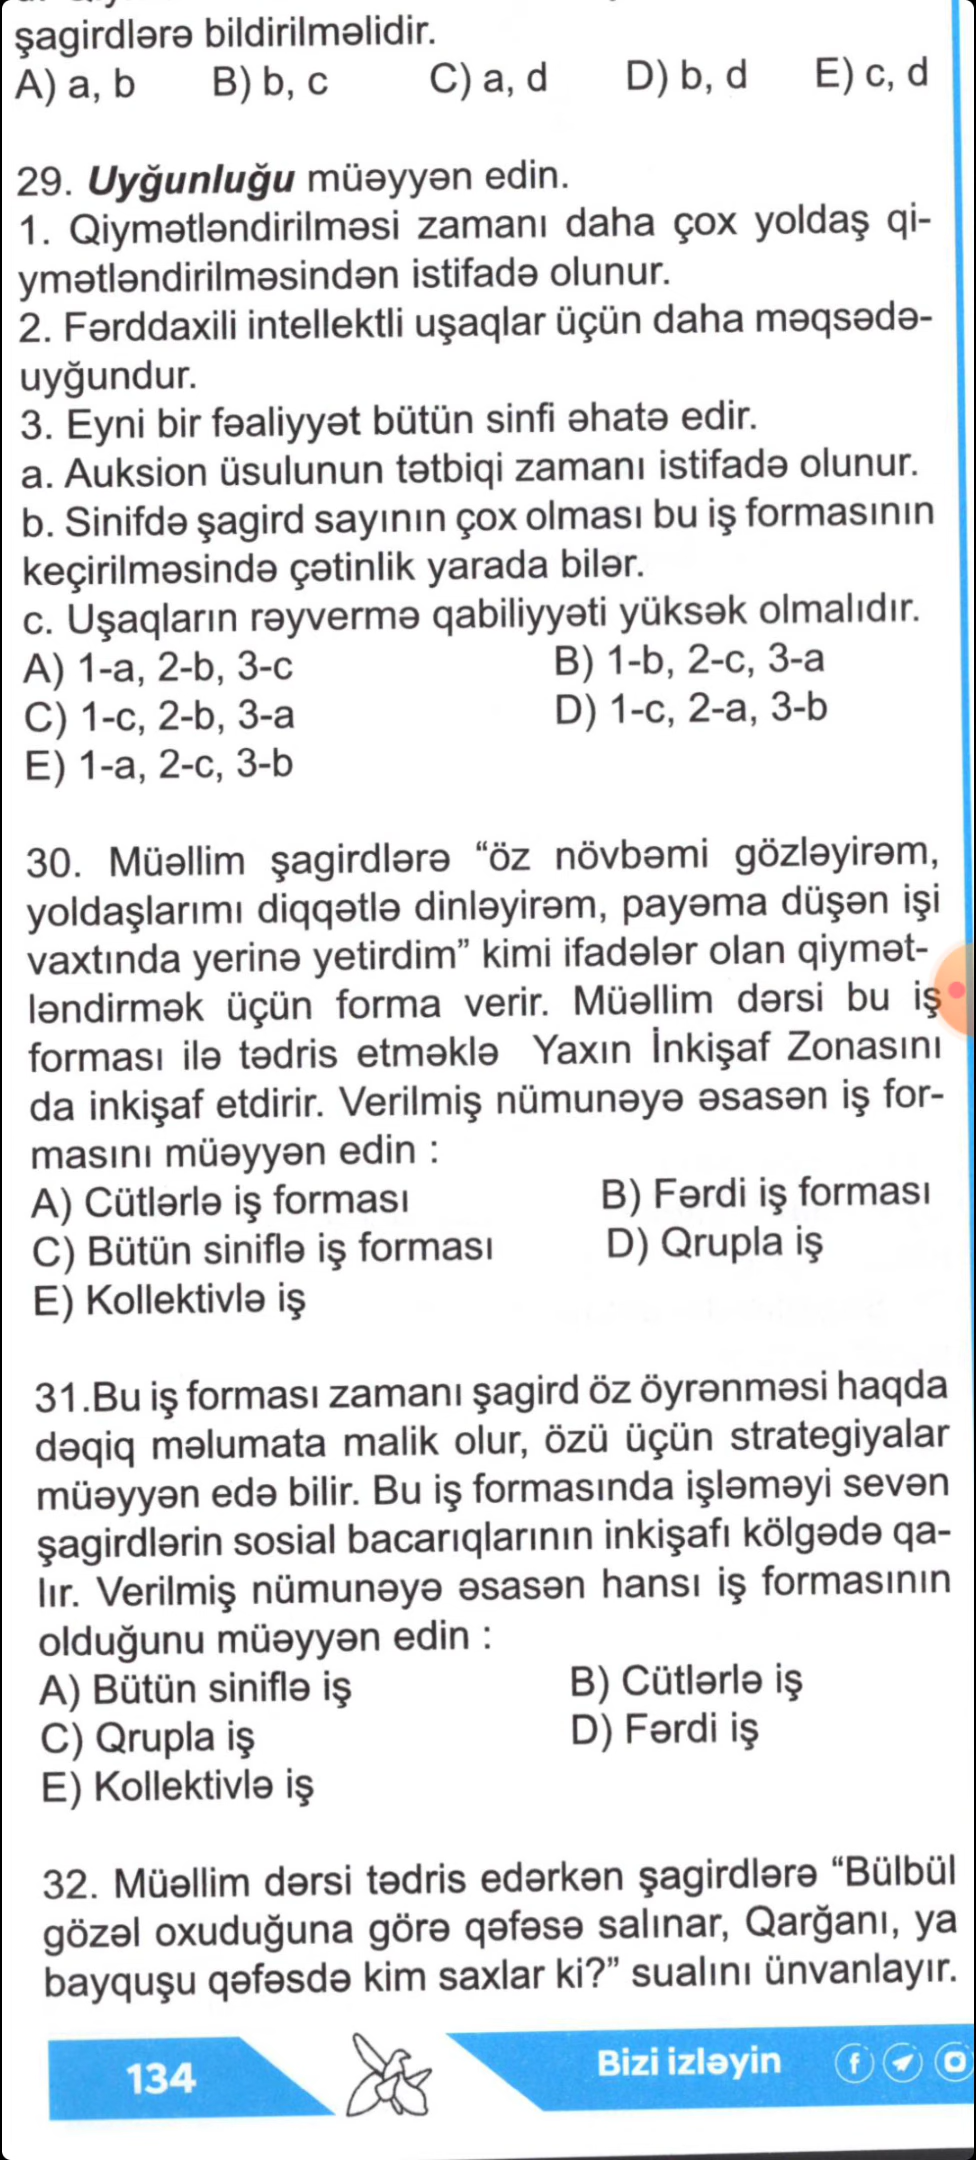 şagirdlərə bildirilməlidir.
A) a, b B) b, c C) a, d D) b, d E) c, d
29. Uyğunluğu müəyyən edin.
1. Qiymətləndirilməsi zamanı daha çox yoldaş qi-
ymətləndirilməsindən istifadə olunur.
2. Fərddaxili intellektli uşaqlar üçün daha məqsədə-
uyğundur.
3. Eyni bir fəaliyyət bütün sinfi əhatə edir.
a. Auksion üsulunun tətbiqi zamanı istifadə olunur.
b. Sinifdə şagird sayının çox olması bu iş formasının
keçirilməsində çətinlik yarada bilər.
c. Uşaqların rəyvermə qabiliyyəti yüksək olmalıdır.
A) 1-a, 2-b, 3-c B) 1-b, 2-c, 3-a
C) 1-c, 2-b, 3-a D) 1-c, 2-a, 3-b
E) 1-a, 2-c, 3-b
30. Müəllim şagirdlərə “öz növbəmi gözləyirəm,
yoldaşlarımı diqqətlə dinləyirəm, payəma düşən işi
vaxtında yerinə yetirdim” kimi ifadələr olan qiymət-
ləndirmək üçün forma verir. Müəllim dərsi bu iş
forması ilə tədris etməklə Yaxın İnkişaf Zonasını
da inkişaf etdirir. Verilmiş nümunəyə əsasən iş for-
masını müəyyən edin :
A) Cütlərlə iş forması B) Fərdi iş forması
C) Bütün siniflə iş forması D) Qrupla iş
E) Kollektivlə iş
31.Bu iş forması zamanı şagird öz öyrənməsi haqda
dəqiq məlumata malik olur, özü üçün strategiyalar
müəyyən edə bilir. Bu iş formasında işləməyi sevən
şagirdlərin sosial bacarıqlarının inkişafı kölgədə qa-
lır. Verilmiş nümunəyə əsasən hansı iş formasının
olduğunu müəyyən edin :
A) Bütün siniflə iş B) Cütlərlə iş
C) Qrupla iş D) Fərdi iş
E) Kollektivlə iş
32. Müəllim dərsi tədris edərkən şagirdlərə “Bülbül
gözəl oxuduğuna görə qəfəsə salınar, Qarğanı, ya
bayquşu qəfəsdə kim saxlar ki?” sualını ünvanlayır.
134 Bizi izləyin